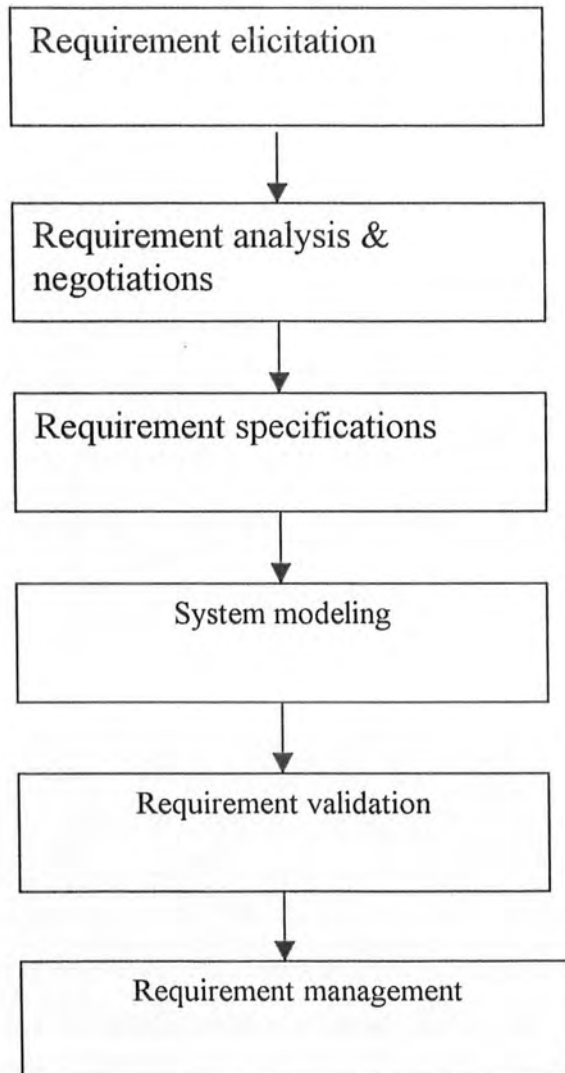 Requirement elicitation
Requirement analysis &
negotiations
Requirement specifications
System modeling
Requirement validation
Requirement management